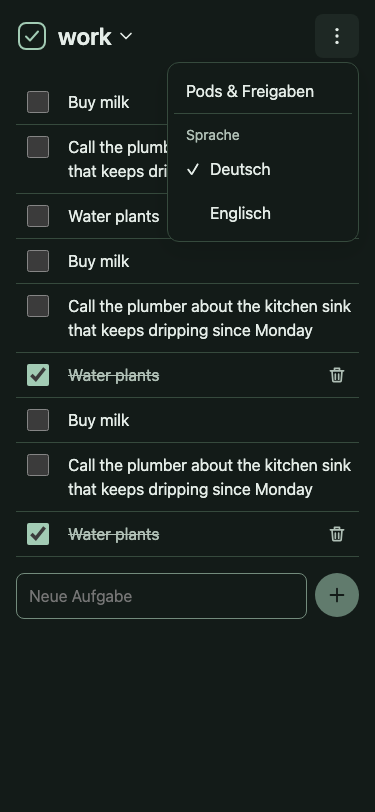 work
Pods & Freigaben
Sprache
Deutsch
Englisch
Buy milk
Call the
that keeps
Water plants
Buy milk
Call the plumber about the kitchen sink
that keeps dripping since Monday
Water plants
Buy milk
Call the plumber about the kitchen sink
that keeps dripping since Monday
Water plants
Neue Aufgabe